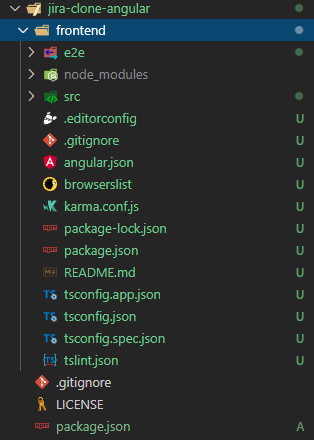 jira-clone-angular
frontend
e2e
node_modules
src
.editorconfig U
.gitignore U
angular.json U
browserslist U
karma.conf.js U
package-lock.json U
package.json U
README.md U
tsconfig.app.json U
tsconfig.json U
tsconfig.spec.json U
tslint.json U
.gitignore
LICENSE
package.json A